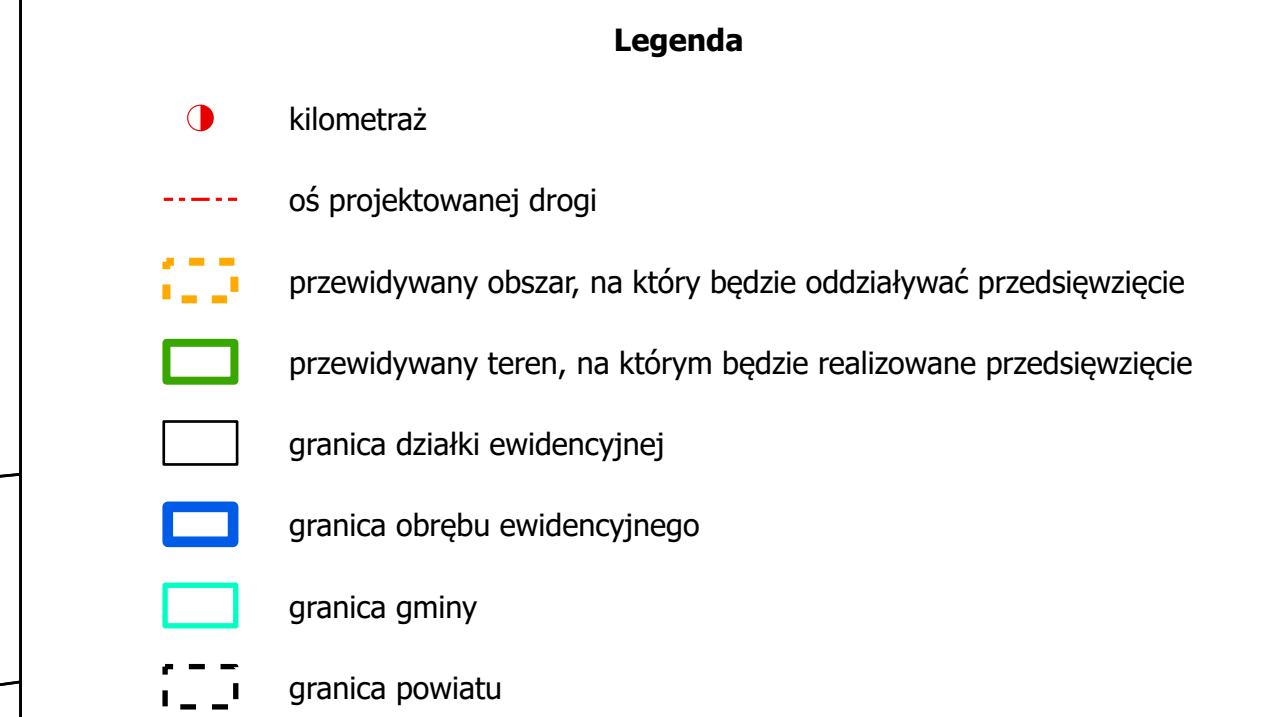 Legenda
kilometraż
oś projektowanej drogi
przewidywany obszar, na który będzie oddziaływać przedsięwzięcie
przewidywany teren, na którym będzie realizowane przedsięwzięcie
granica działki ewidencyjnej
granica obrębu ewidencyjnego
granica gminy
granica powiatu